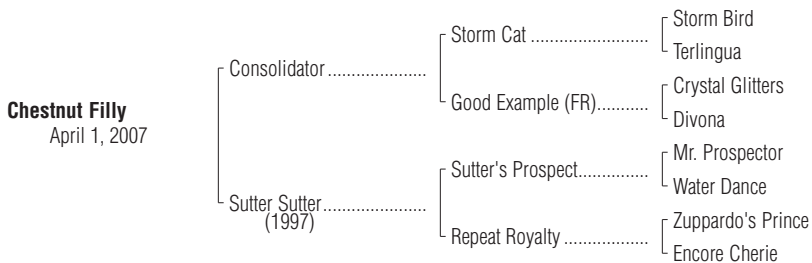 Storm Bird
Storm Cat ..........................
Terlingua
Consolidator ......................
Crystal Glitters
Good Example (FR)...........
Divona
Chestnut Filly
April 1, 2007
Mr. Prospector
Sutter's Prospect...............
Water Dance
Sutter Sutter.......................
(1997)
Zuppardo's Prince
Repeat Royalty ..................
Encore Cherie